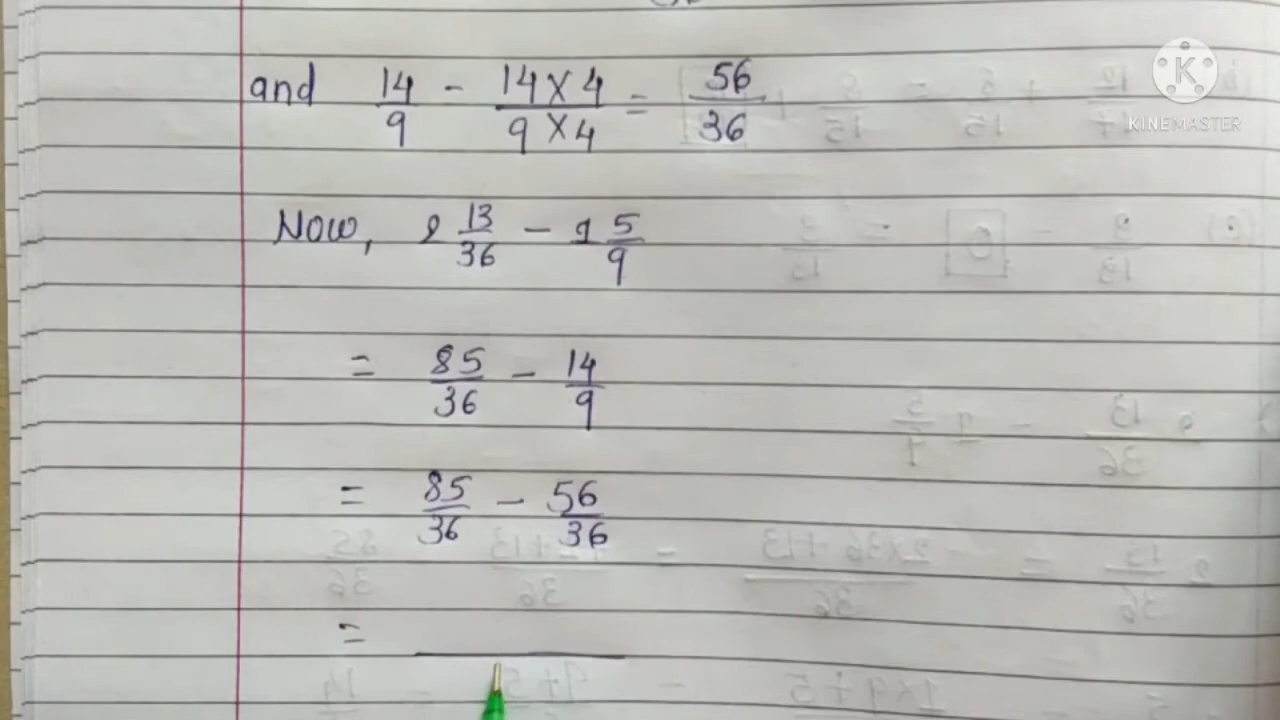 and 14/9 - 14×4/9×4 = 56/36
Now, 2 13/36 - 1 5/9
= 85/36 - 14/9
= 85/36 - 56/36
=
K
KINEMASTER